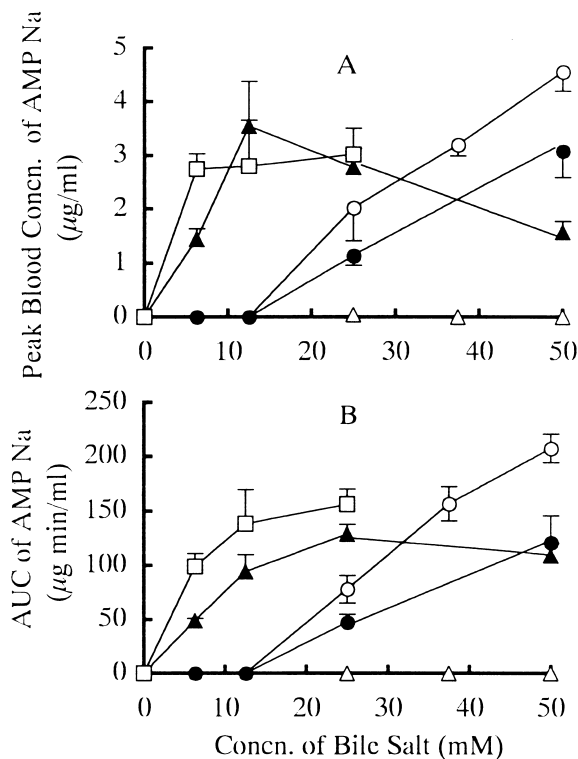 Peak Blood Concn. of AMP Na
(μg/ml)
A
5
4
3
2
1
0
0 10 20 30 40 50
AUC of AMP Na
(μg min/ml)
B
250
200
150
100
50
0
0 10 20 30 40 50
Concn. of Bile Salt (mM)